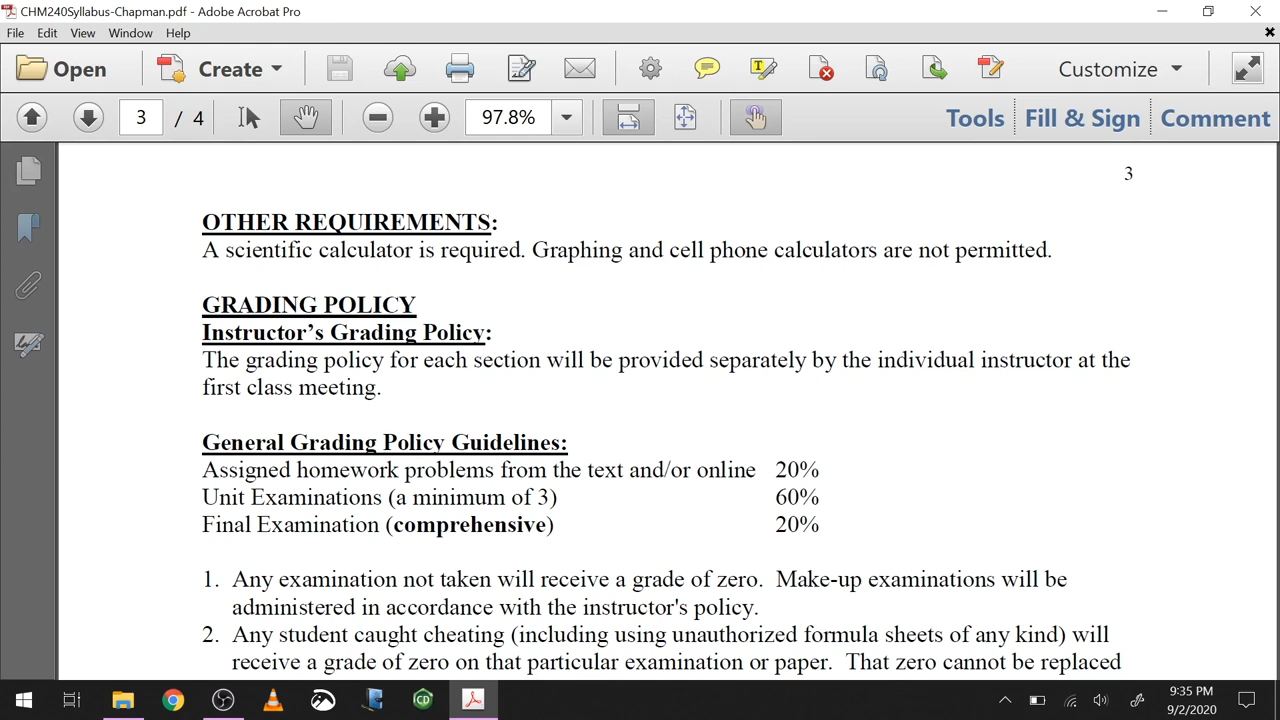 CHM240Syllabus-Chapman.pdf - Adobe Acrobat Pro
File Edit View Window Help
Open Create Customize
3 / 4 97.8% Tools Fill & Sign Comment
3
OTHER REQUIREMENTS:
A scientific calculator is required. Graphing and cell phone calculators are not permitted.
GRADING POLICY
Instructor's Grading Policy:
The grading policy for each section will be provided separately by the individual instructor at the
first class meeting.
General Grading Policy Guidelines:
Assigned homework problems from the text and/or online 20%
Unit Examinations (a minimum of 3) 60%
Final Examination (comprehensive) 20%
1. Any examination not taken will receive a grade of zero. Make-up examinations will be
administered in accordance with the instructor's policy.
2. Any student caught cheating (including using unauthorized formula sheets of any kind) will
receive a grade of zero on that particular examination or paper. That zero cannot be replaced
CD
9:35 PM
9/2/2020